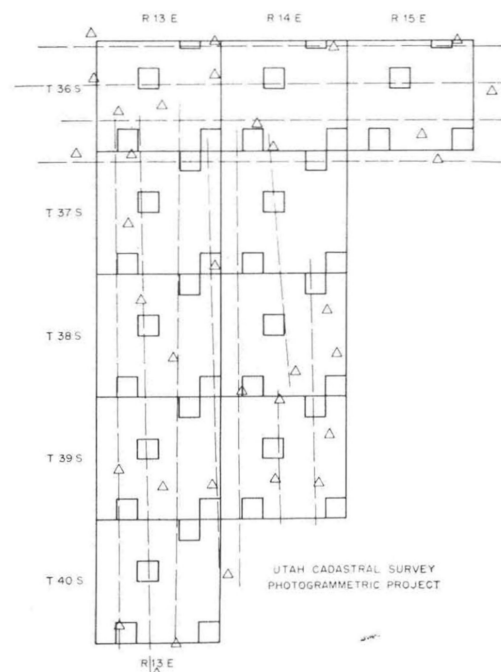 R 13 E R 14 E R 15 E
T 36 S
T 37 S
T 38 S
T 39 S
T 40 S
UTAH CADASTRAL SURVEY
PHOTOGRAMMETRIC PROJECT
R 13 E